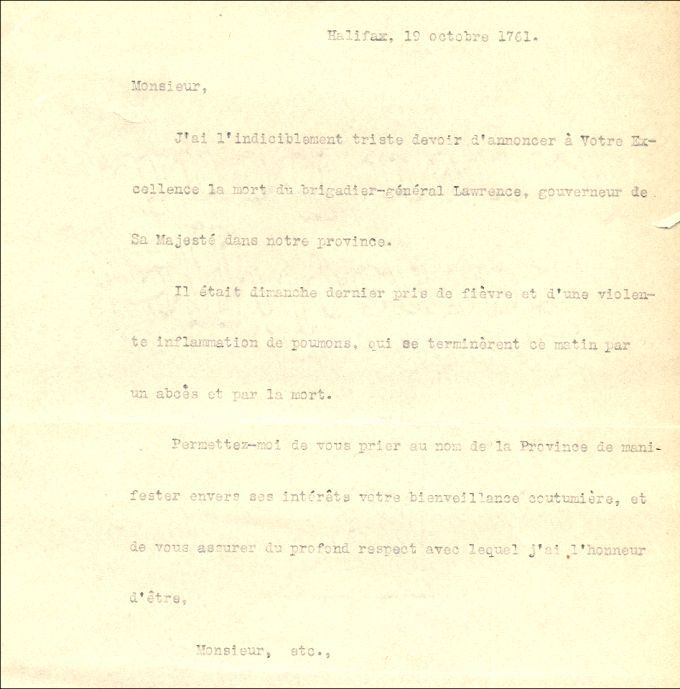 Halifax, 19 octobre 1761.
Monsieur,
J'ai l'indiciblement triste devoir d'annoncer à Votre Ex-
cellence la mort du brigadier-général Lawrence, gouverneur de
Sa Majesté dans notre province.
Il était dimanche dernier pris de fièvre et d'une violen-
te inflammation de poumons, qui se terminèrent ce matin par
un abcès et par la mort.
Permettez-moi de vous prier au nom de la Province de mani-
fester envers ses intérêts votre bienveillance coutumière, et
de vous assurer du profond respect avec lequel j'ai l'honneur
d'être,
Monsieur, etc.,